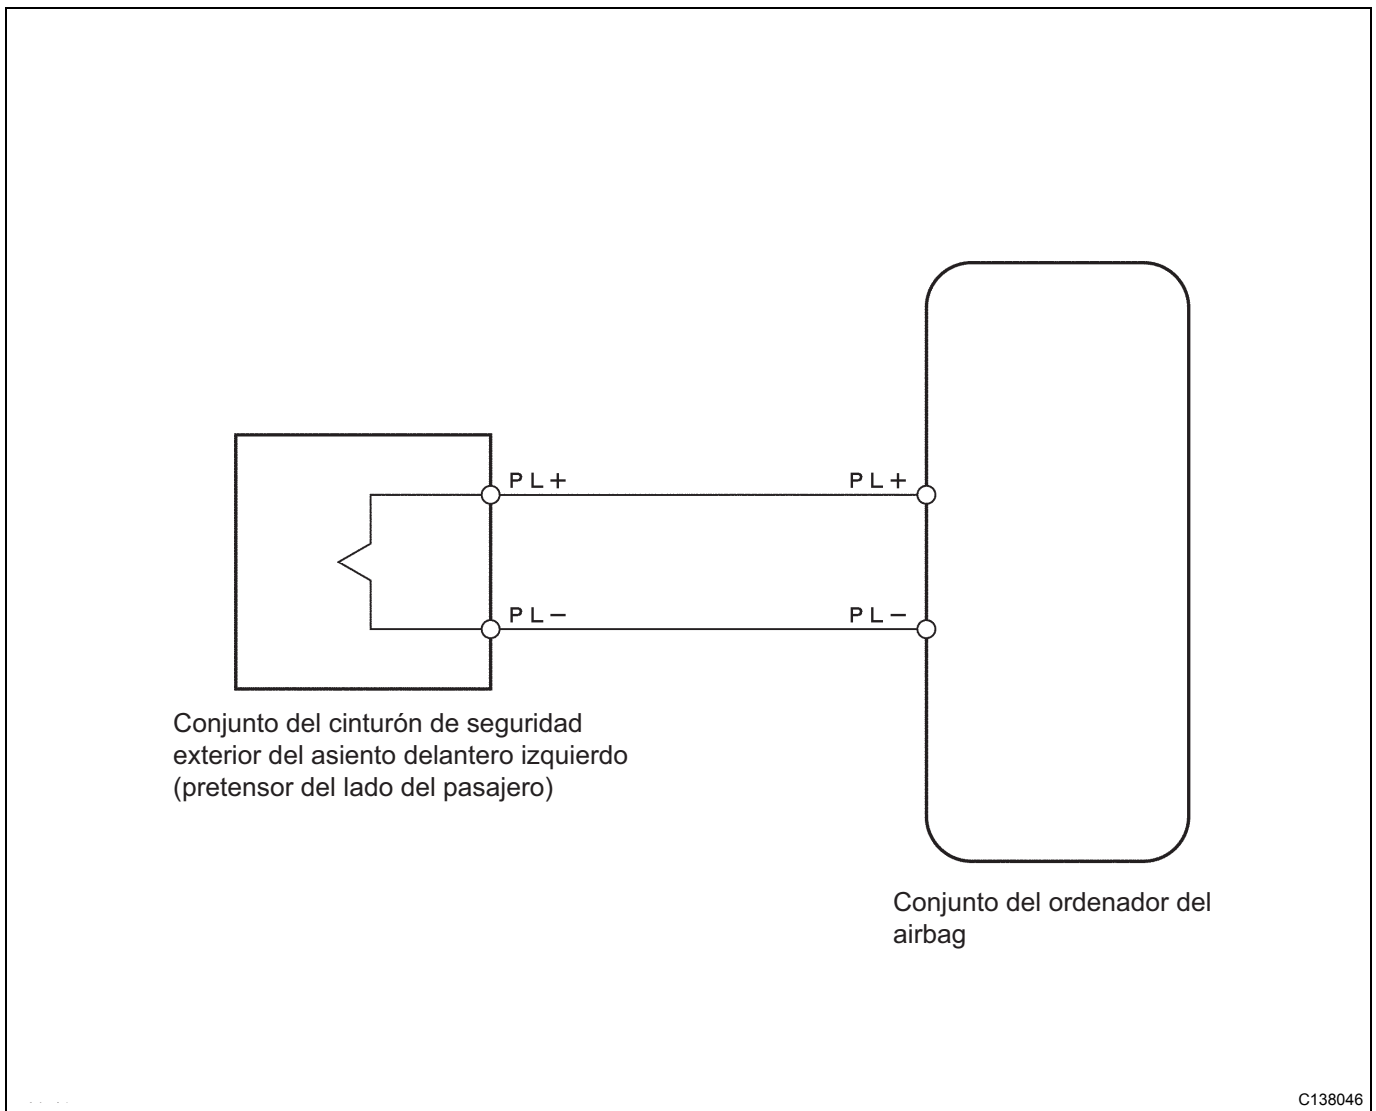 PL+ PL+
PL− PL−
Conjunto del cinturón de seguridad
exterior del asiento delantero izquierdo
(pretensor del lado del pasajero)
Conjunto del ordenador del
airbag
C138046